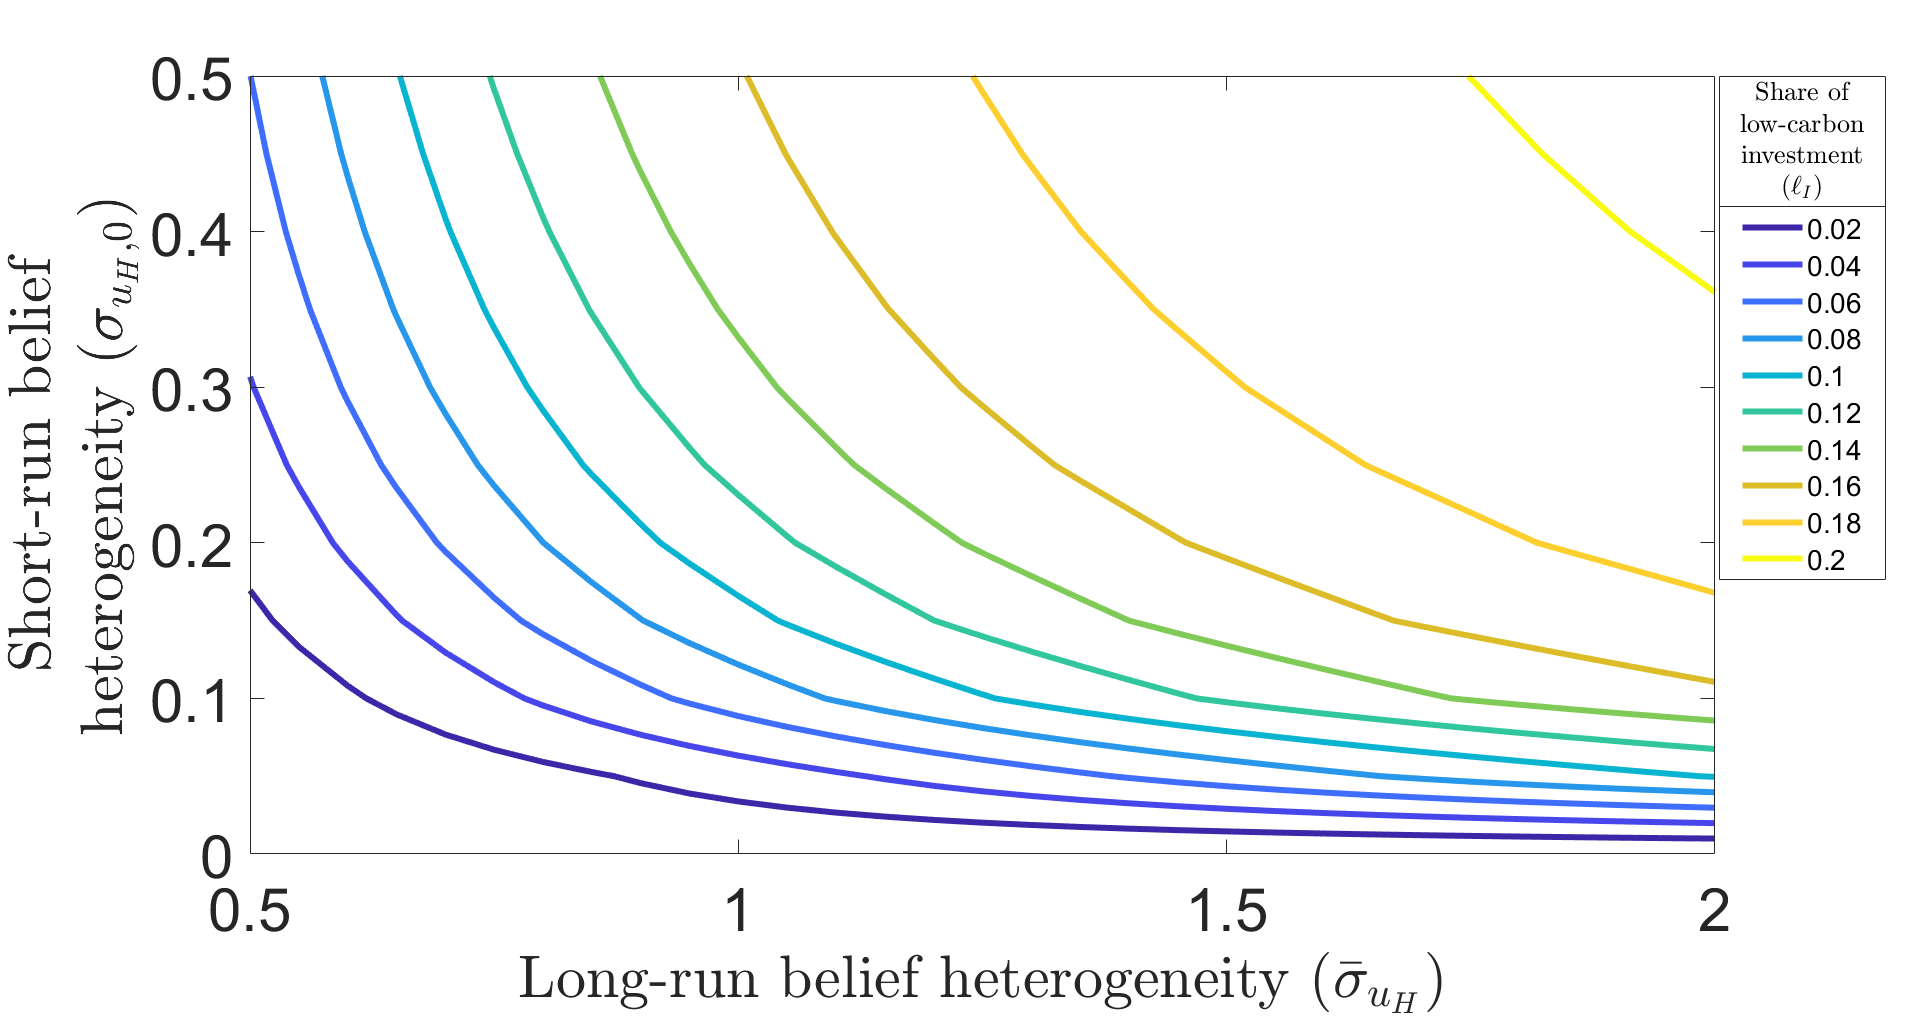 Short-run belief
heterogeneity (σ_{u_H,0})
0.5
0.4
0.3
0.2
0.1
0
0.5 1 1.5 2
Long-run belief heterogeneity (σ̄_{u_H})
Share of
low-carbon
investment
(ℓ_I)
0.02
0.04
0.06
0.08
0.1
0.12
0.14
0.16
0.18
0.2